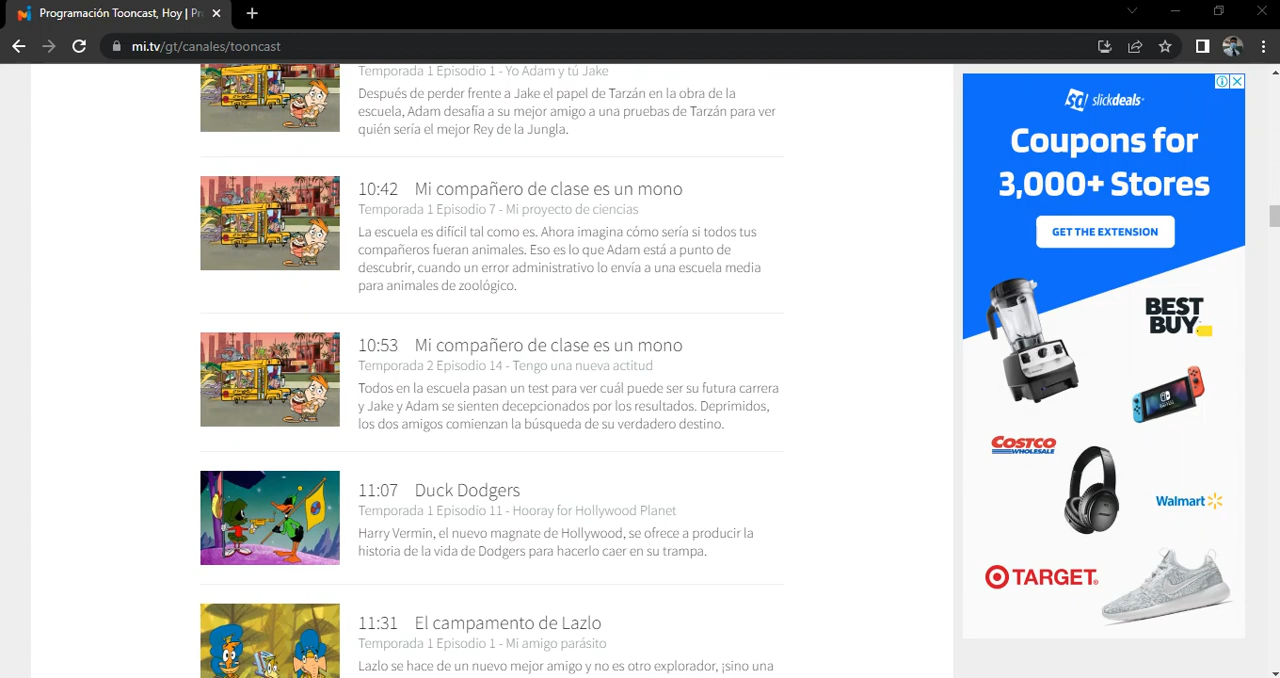 Programación Tooncast, Hoy | Pr
mi.tv/gt/canales/tooncast
Temporada 1 Episodio 1 - Yo Adam y tú Jake
Después de perder frente a Jake el papel de Tarzán en la obra de la
escuela, Adam desafía a su mejor amigo a una pruebas de Tarzán para ver
quién sería el mejor Rey de la Jungla.
10:42 Mi compañero de clase es un mono
Temporada 1 Episodio 7 - Mi proyecto de ciencias
La escuela es difícil tal como es. Ahora imagina cómo sería si todos tus
compañeros fueran animales. Eso es lo que Adam está a punto de
descubrir, cuando un error administrativo lo envía a una escuela media
para animales de zoológico.
10:53 Mi compañero de clase es un mono
Temporada 2 Episodio 14 - Tengo una nueva actitud
Todos en la escuela pasan un test para ver cuál puede ser su futura carrera
y Jake y Adam se sienten decepcionados por los resultados. Deprimidos,
los dos amigos comienzan la búsqueda de su verdadero destino.
11:07 Duck Dodgers
Temporada 1 Episodio 11 - Hooray for Hollywood Planet
Harry Vermin, el nuevo magnate de Hollywood, se ofrece a producir la
historia de la vida de Dodgers para hacerlo caer en su trampa.
11:31 El campamento de Lazlo
Temporada 1 Episodio 1 - Mi amigo parásito
Lazlo se hace de un nuevo mejor amigo y no es otro explorador, ¡sino una
sd slickdeals
Coupons for
3,000+ Stores
GET THE EXTENSION
BEST
BUY
COSTCO
WHOLESALE
Walmart
TARGET